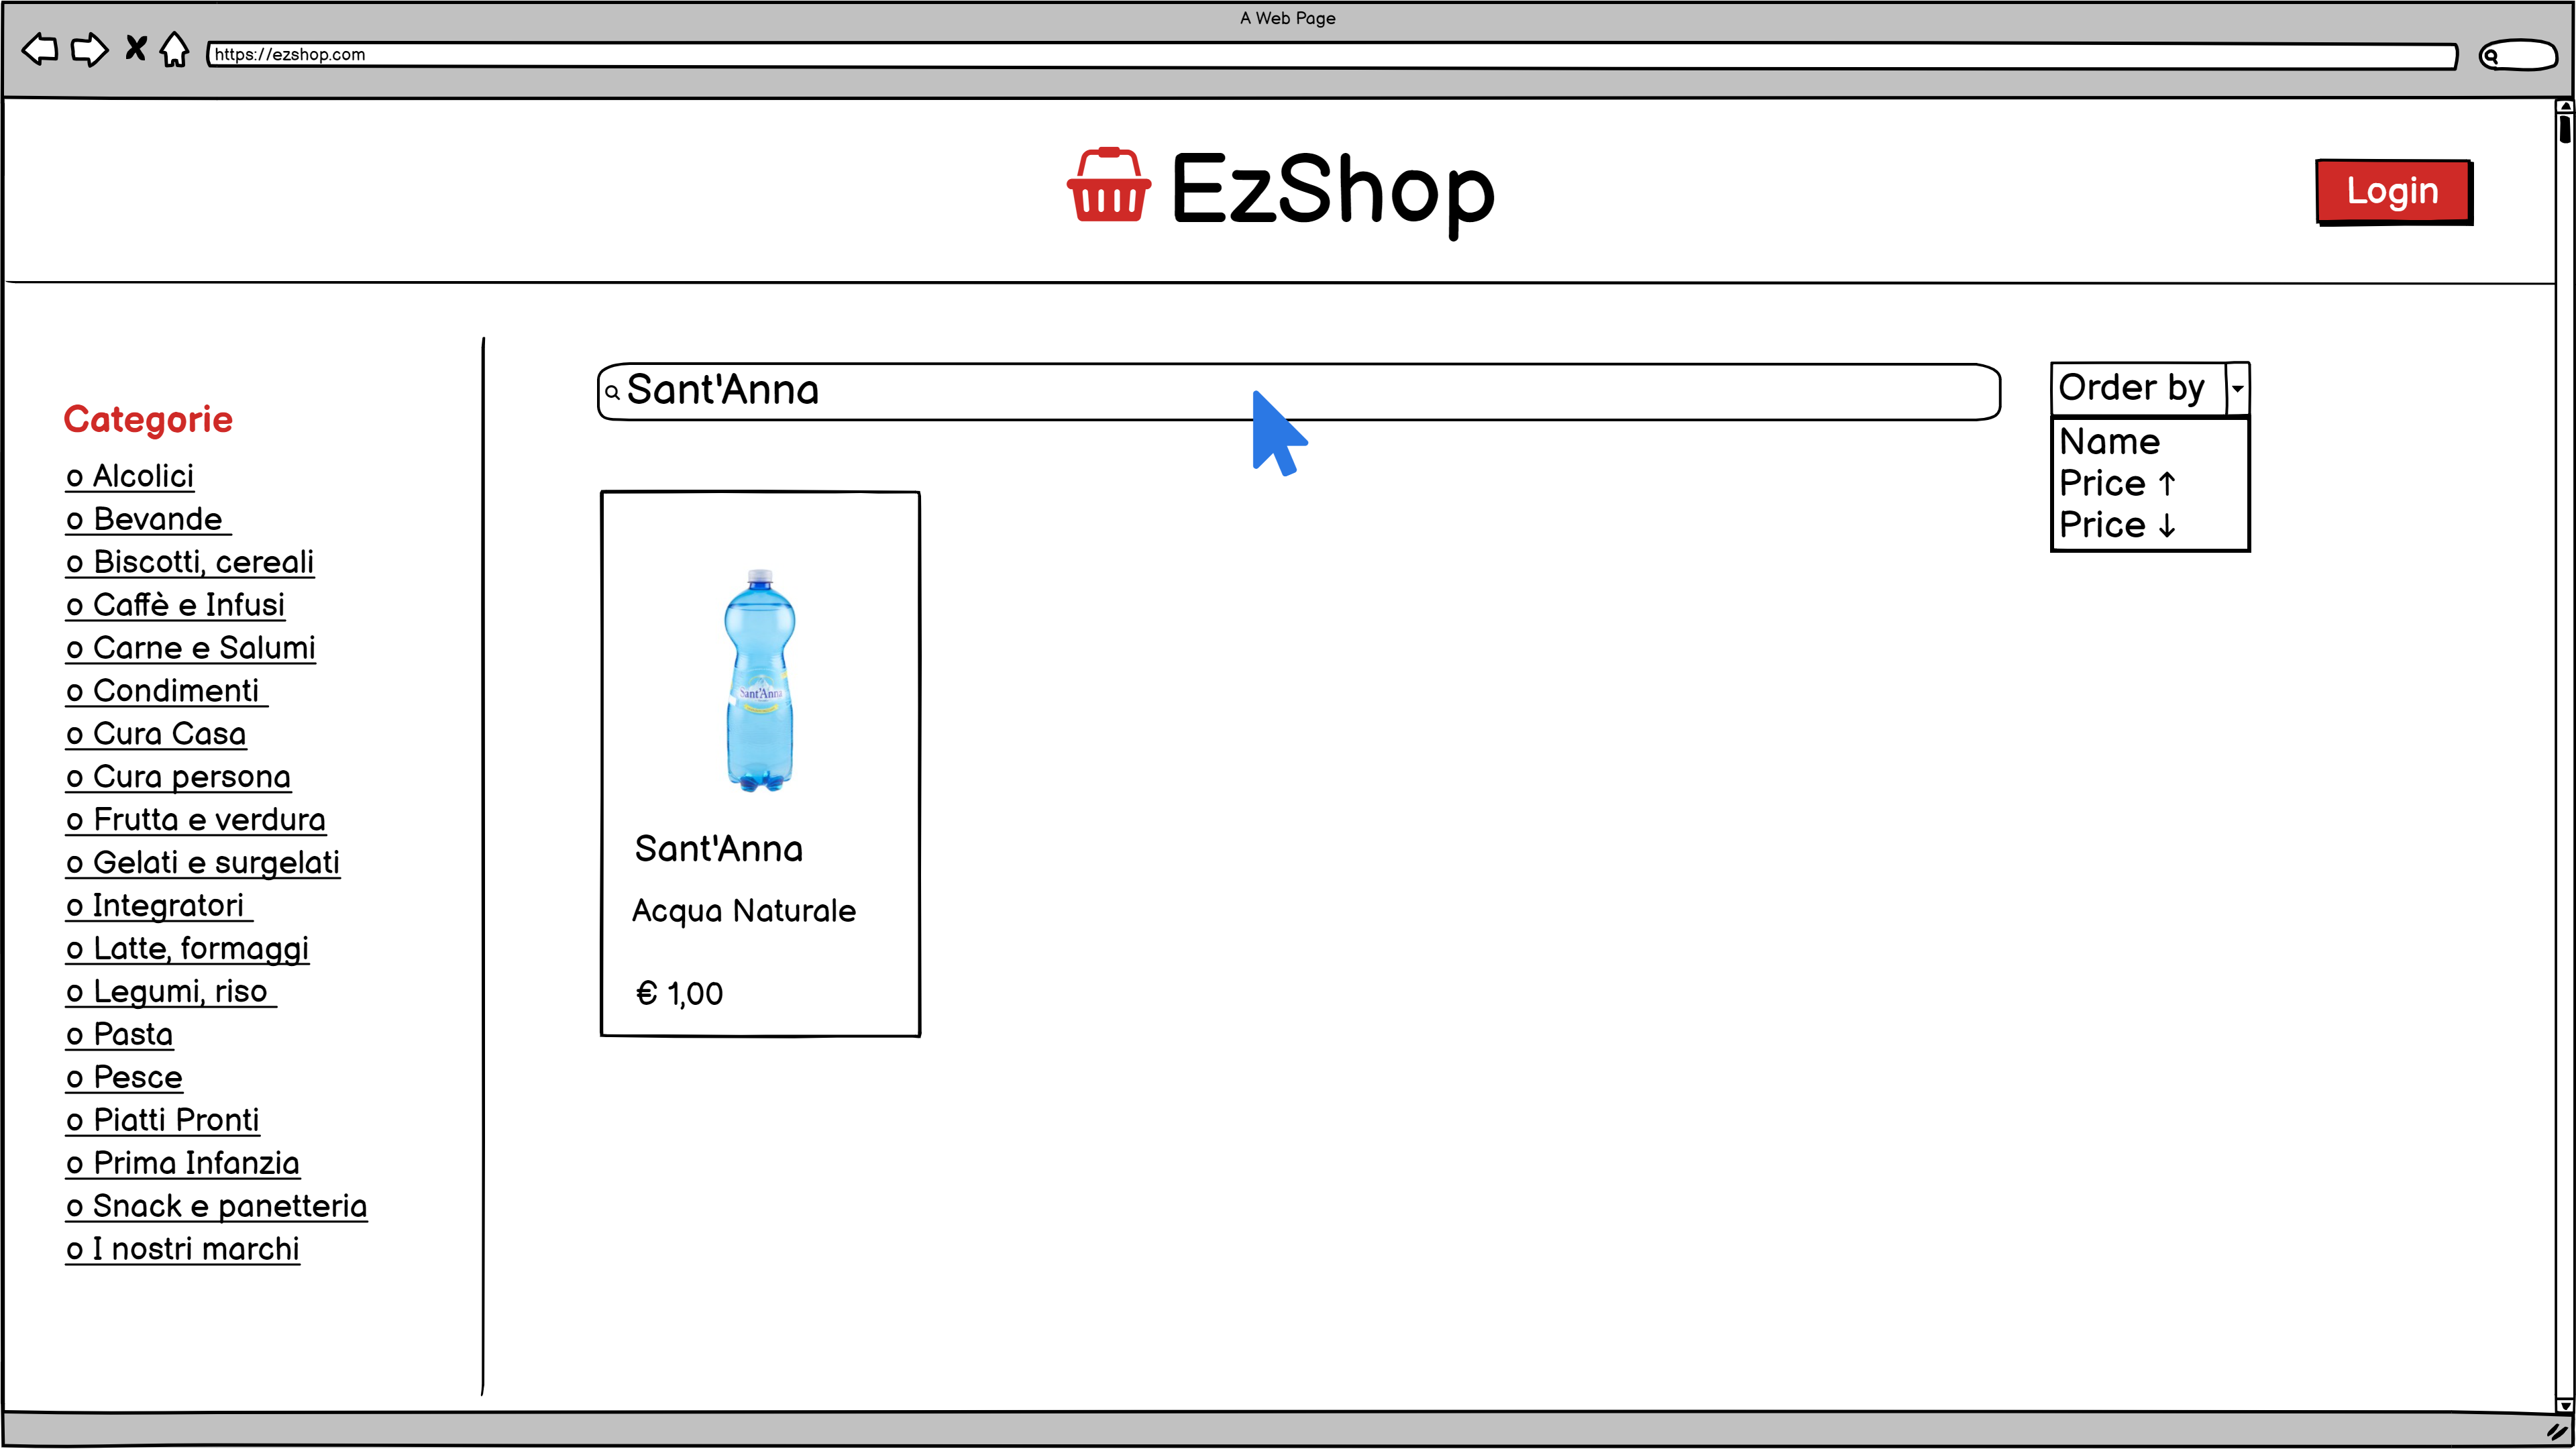 A Web Page
https://ezshop.com
EzShop
Login
Sant'Anna
Order by
Name
Price ↑
Price ↓
Categorie
o Alcolici
o Bevande
o Biscotti, cereali
o Caffè e Infusi
o Carne e Salumi
o Condimenti
o Cura Casa
o Cura persona
o Frutta e verdura
o Gelati e surgelati
o Integratori
o Latte, formaggi
o Legumi, riso
o Pasta
o Pesce
o Piatti Pronti
o Prima Infanzia
o Snack e panetteria
o I nostri marchi
Sant'Anna
Sant'Anna
Acqua Naturale
€ 1,00